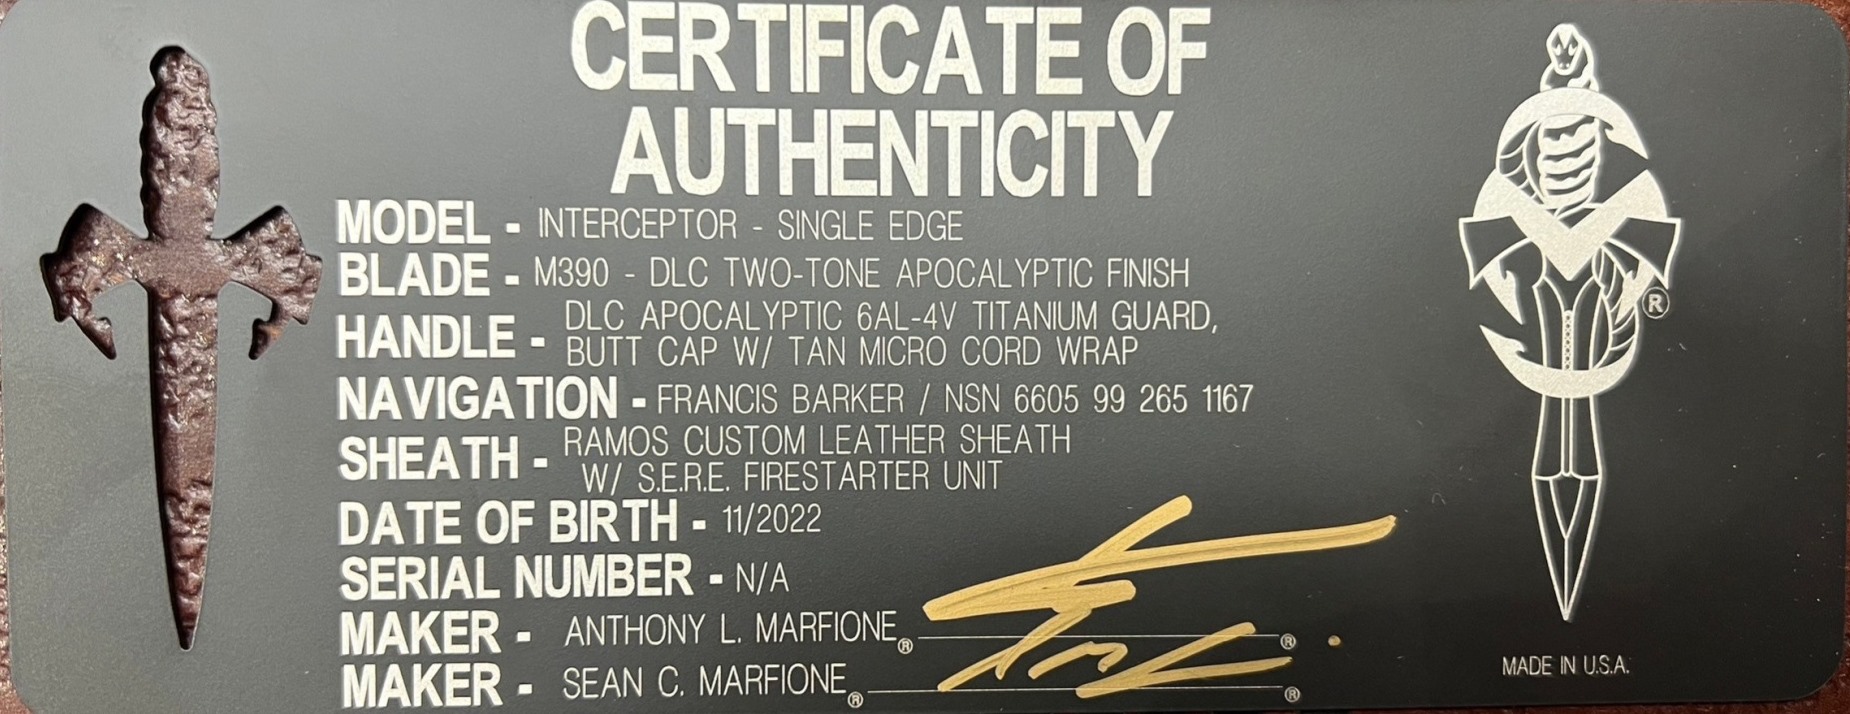 CERTIFICATE OF
AUTHENTICITY
MODEL - INTERCEPTOR - SINGLE EDGE
BLADE - M390 - DLC TWO-TONE APOCALYPTIC FINISH
HANDLE - DLC APOCALYPTIC 6AL-4V TITANIUM GUARD,
BUTT CAP W/ TAN MICRO CORD WRAP
NAVIGATION - FRANCIS BARKER / NSN 6605 99 265 1167
SHEATH - RAMOS CUSTOM LEATHER SHEATH
W/ S.E.R.E. FIRESTARTER UNIT
DATE OF BIRTH - 11/2022
SERIAL NUMBER - N/A
MAKER - ANTHONY L. MARFIONE® ®
MAKER - SEAN C. MARFIONE® ®
®
MADE IN U.S.A.